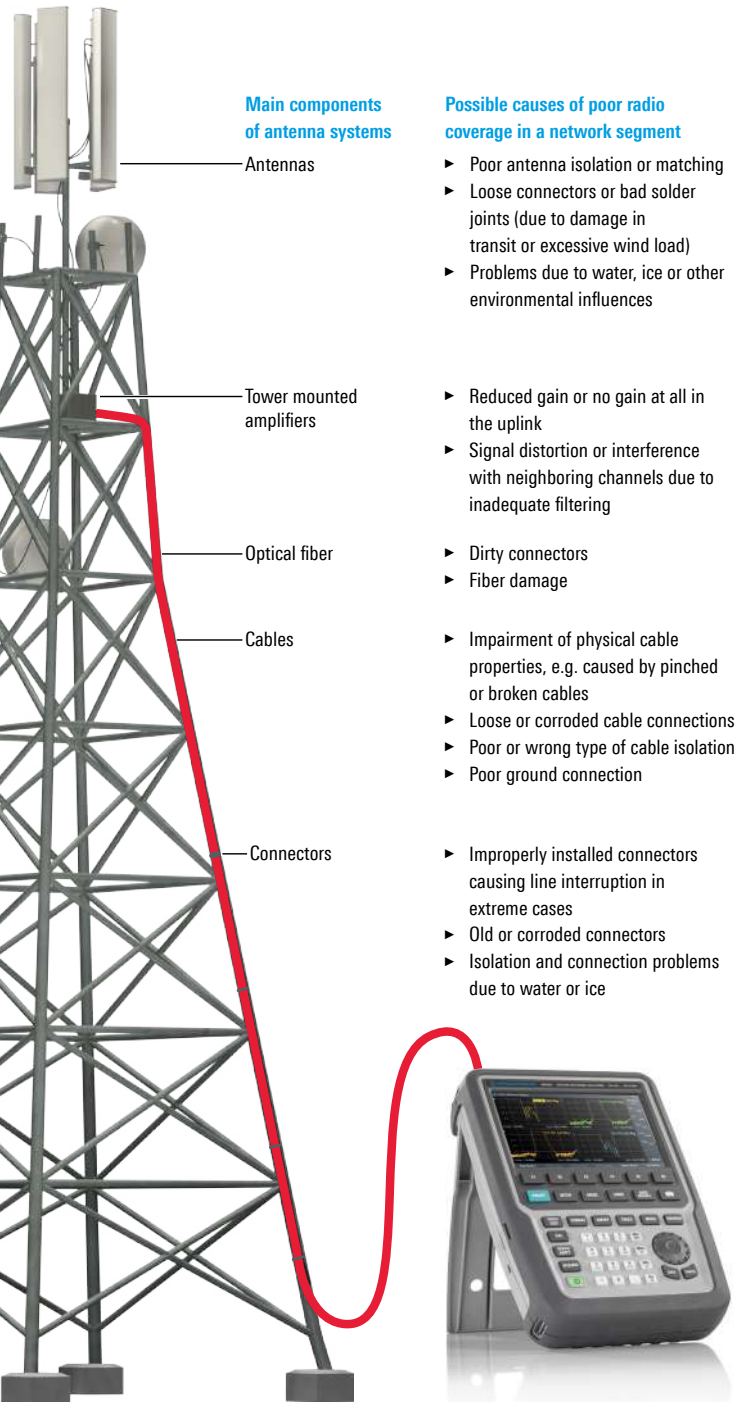 Main components
of antenna systems
Possible causes of poor radio
coverage in a network segment
Antennas
► Poor antenna isolation or matching
► Loose connectors or bad solder
joints (due to damage in
transit or excessive wind load)
► Problems due to water, ice or other
environmental influences
Tower mounted
amplifiers
► Reduced gain or no gain at all in
the uplink
► Signal distortion or interference
with neighboring channels due to
inadequate filtering
Optical fiber
► Dirty connectors
► Fiber damage
Cables
► Impairment of physical cable
properties, e.g. caused by pinched
or broken cables
► Loose or corroded cable connections
► Poor or wrong type of cable isolation
► Poor ground connection
Connectors
► Improperly installed connectors
causing line interruption in
extreme cases
► Old or corroded connectors
► Isolation and connection problems
due to water or ice